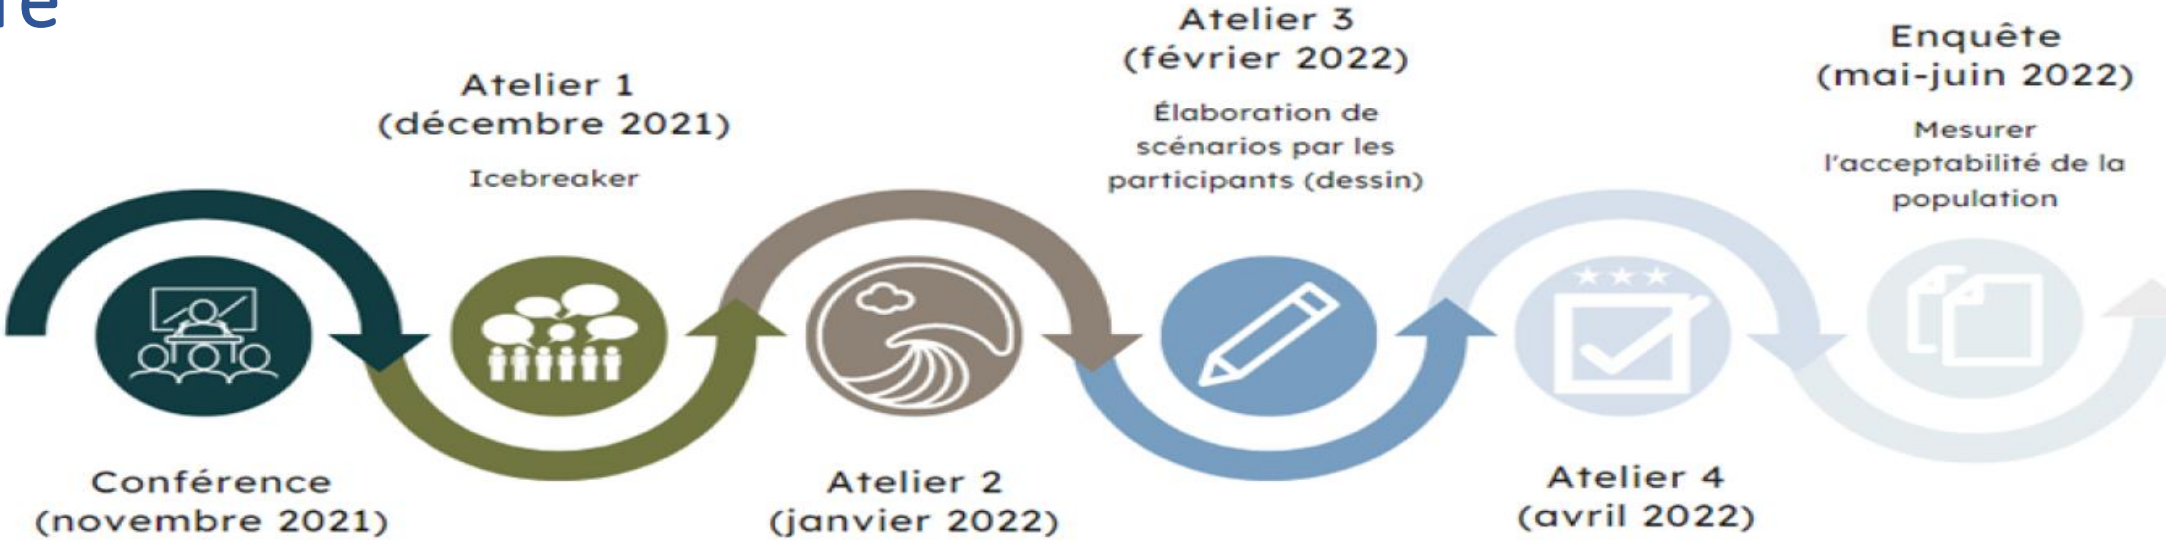 Conférence
(novembre 2021)
Atelier 1
(décembre 2021)
Icebreaker
Atelier 2
(janvier 2022)
Atelier 3
(février 2022)
Élaboration de
scénarios par les
participants (dessin)
Atelier 4
(avril 2022)
Enquête
(mai-juin 2022)
Mesurer
l'acceptabilité de la
population